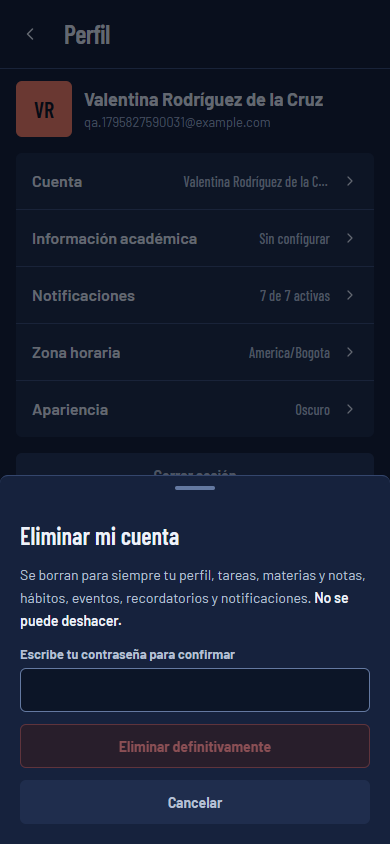 Perfil
VR
Valentina Rodríguez de la Cruz
qa.1795827590031@example.com
Cuenta
Valentina Rodríguez de la C...
Información académica
Sin configurar
Notificaciones
7 de 7 activas
Zona horaria
America/Bogota
Apariencia
Oscuro
Cerrar sesión
Eliminar mi cuenta
Se borran para siempre tu perfil, tareas, materias y notas,
hábitos, eventos, recordatorios y notificaciones. No se
puede deshacer.
Escribe tu contraseña para confirmar
Eliminar definitivamente
Cancelar